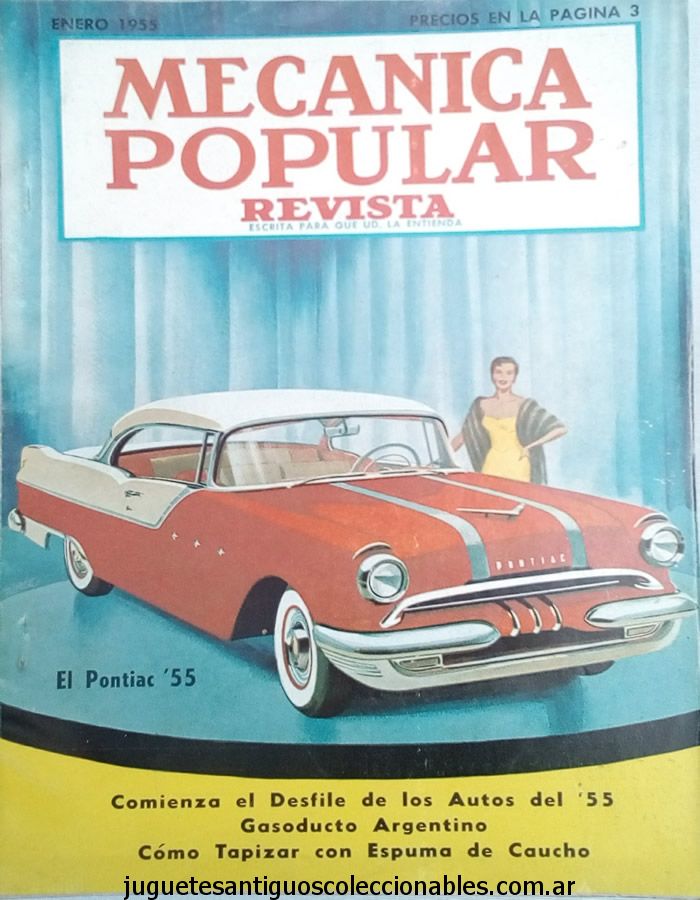 ENERO 1955
PRECIOS EN LA PAGINA 3
MECANICA
POPULAR
REVISTA
ESCRITA PARA QUE UD. LA ENTIENDA
PONTIAC
El Pontiac '55
Comienza el Desfile de los Autos del '55
Gasoducto Argentino
Cómo Tapizar con Espuma de Caucho
juguetesantiguoscoleccionables.com.ar